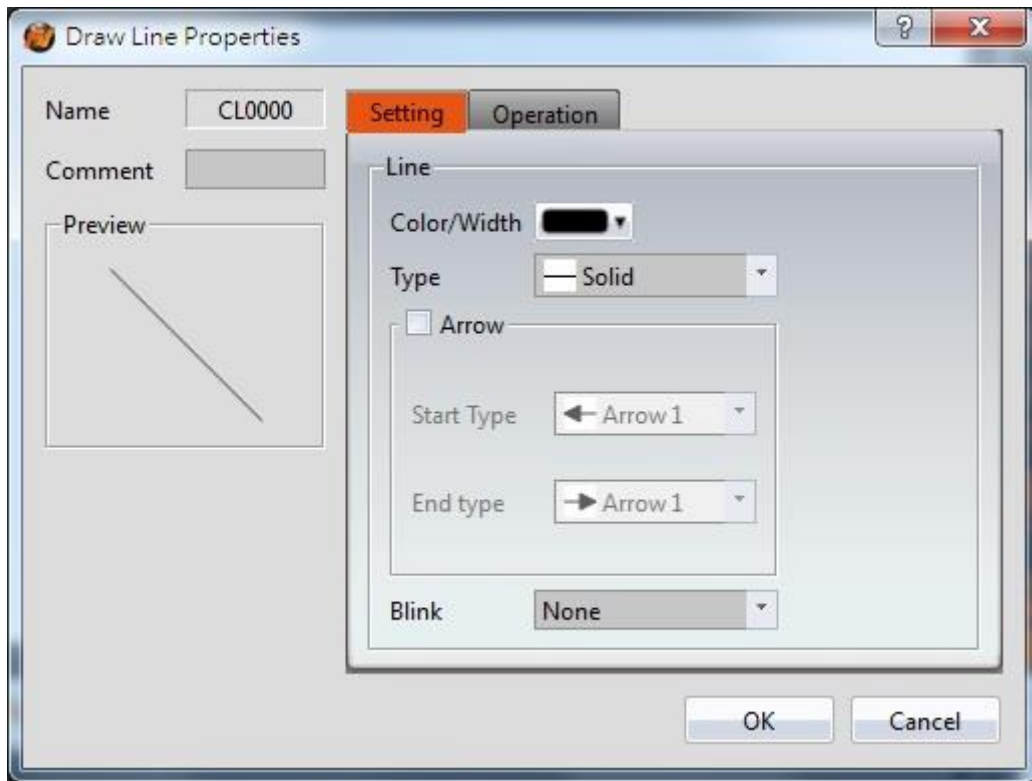 Draw Line Properties
?
X
Name CL0000
Comment
Preview
Setting Operation
Line
Color/Width
Type Solid
Arrow
Start Type Arrow 1
End type Arrow 1
Blink None
OK Cancel